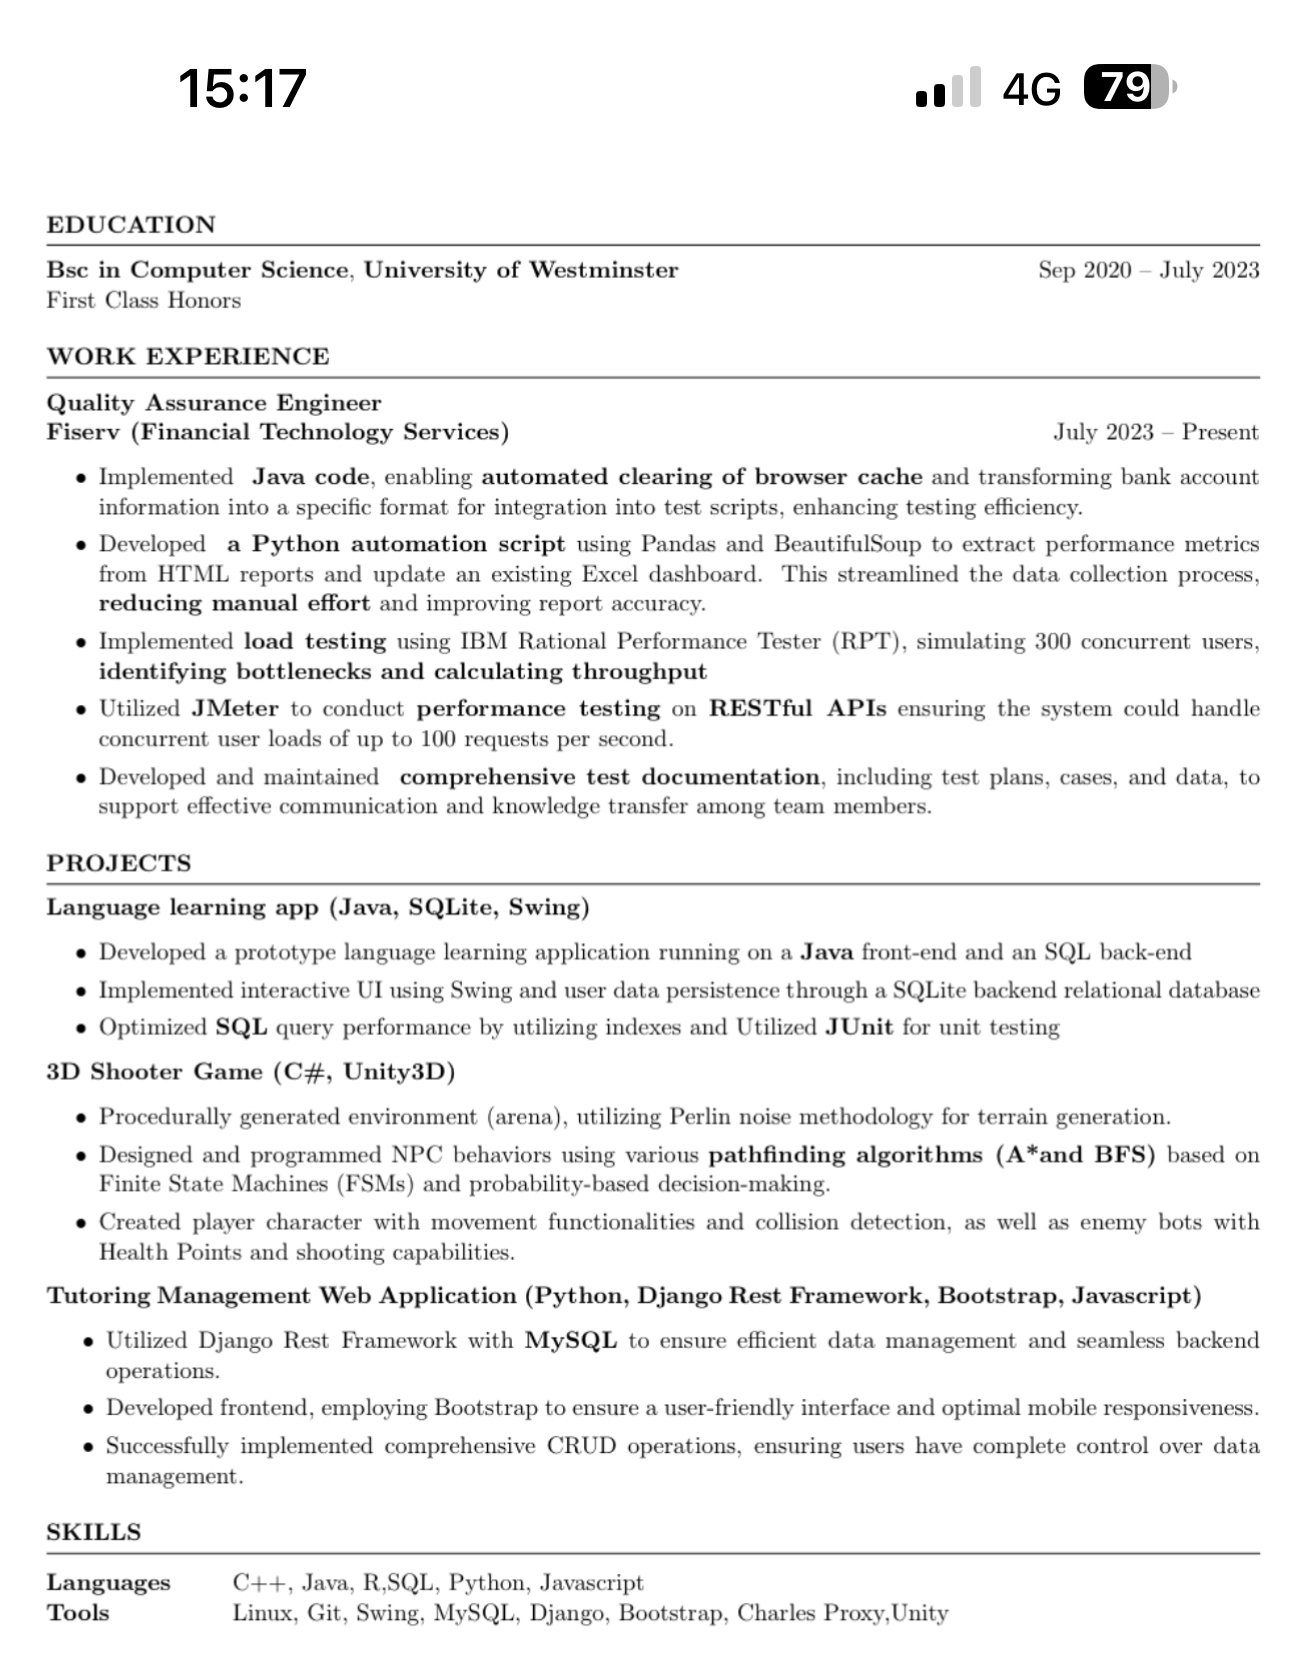 15:17
4G 79
EDUCATION
Bsc in Computer Science, University of Westminster Sep 2020 – July 2023
First Class Honors
WORK EXPERIENCE
Quality Assurance Engineer
Fiserv (Financial Technology Services) July 2023 – Present
• Implemented Java code, enabling automated clearing of browser cache and transforming bank account
information into a specific format for integration into test scripts, enhancing testing efficiency.
• Developed a Python automation script using Pandas and BeautifulSoup to extract performance metrics
from HTML reports and update an existing Excel dashboard. This streamlined the data collection process,
reducing manual effort and improving report accuracy.
• Implemented load testing using IBM Rational Performance Tester (RPT), simulating 300 concurrent users,
identifying bottlenecks and calculating throughput
• Utilized JMeter to conduct performance testing on RESTful APIs ensuring the system could handle
concurrent user loads of up to 100 requests per second.
• Developed and maintained comprehensive test documentation, including test plans, cases, and data, to
support effective communication and knowledge transfer among team members.
PROJECTS
Language learning app (Java, SQLite, Swing)
• Developed a prototype language learning application running on a Java front-end and an SQL back-end
• Implemented interactive UI using Swing and user data persistence through a SQLite backend relational database
• Optimized SQL query performance by utilizing indexes and Utilized JUnit for unit testing
3D Shooter Game (C#, Unity3D)
• Procedurally generated environment (arena), utilizing Perlin noise methodology for terrain generation.
• Designed and programmed NPC behaviors using various pathfinding algorithms (A*and BFS) based on
Finite State Machines (FSMs) and probability-based decision-making.
• Created player character with movement functionalities and collision detection, as well as enemy bots with
Health Points and shooting capabilities.
Tutoring Management Web Application (Python, Django Rest Framework, Bootstrap, Javascript)
• Utilized Django Rest Framework with MySQL to ensure efficient data management and seamless backend
operations.
• Developed frontend, employing Bootstrap to ensure a user-friendly interface and optimal mobile responsiveness.
• Successfully implemented comprehensive CRUD operations, ensuring users have complete control over data
management.
SKILLS
Languages C++, Java, R,SQL, Python, Javascript
Tools Linux, Git, Swing, MySQL, Django, Bootstrap, Charles Proxy,Unity